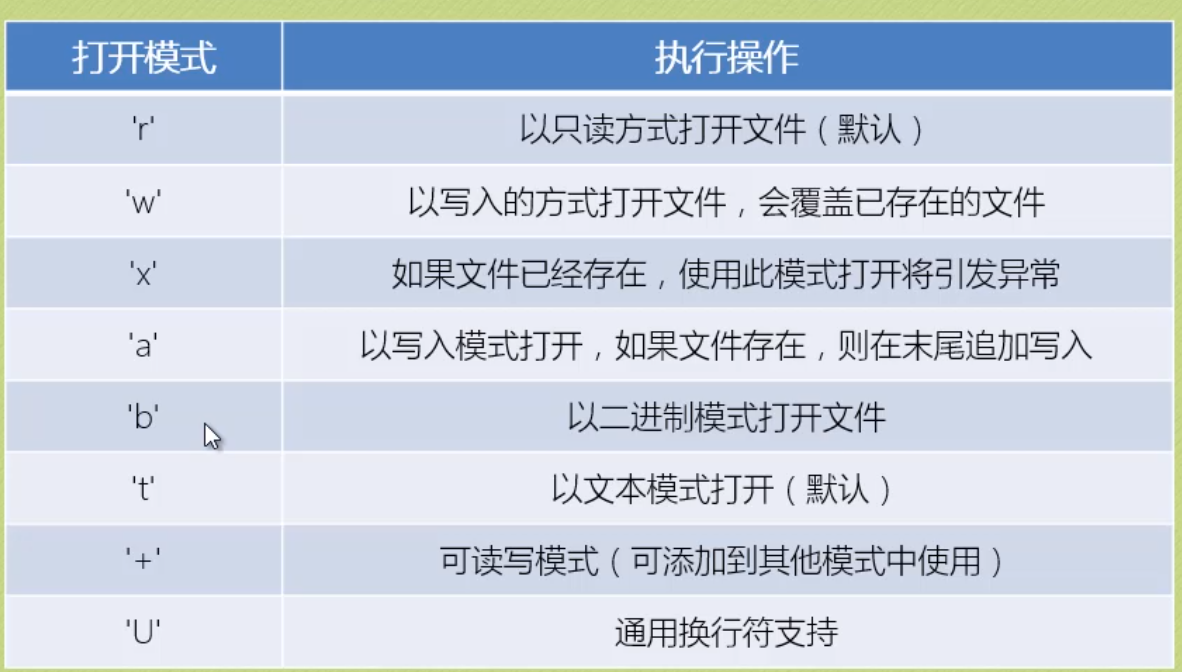 打开模式 执行操作
'r' 以只读方式打开文件（默认）
'w' 以写入的方式打开文件，会覆盖已存在的文件
'x' 如果文件已经存在，使用此模式打开将引发异常
'a' 以写入模式打开，如果文件存在，则在末尾追加写入
'b' 以二进制模式打开文件
't' 以文本模式打开（默认）
'+' 可读写模式（可添加到其他模式中使用）
'U' 通用换行符支持